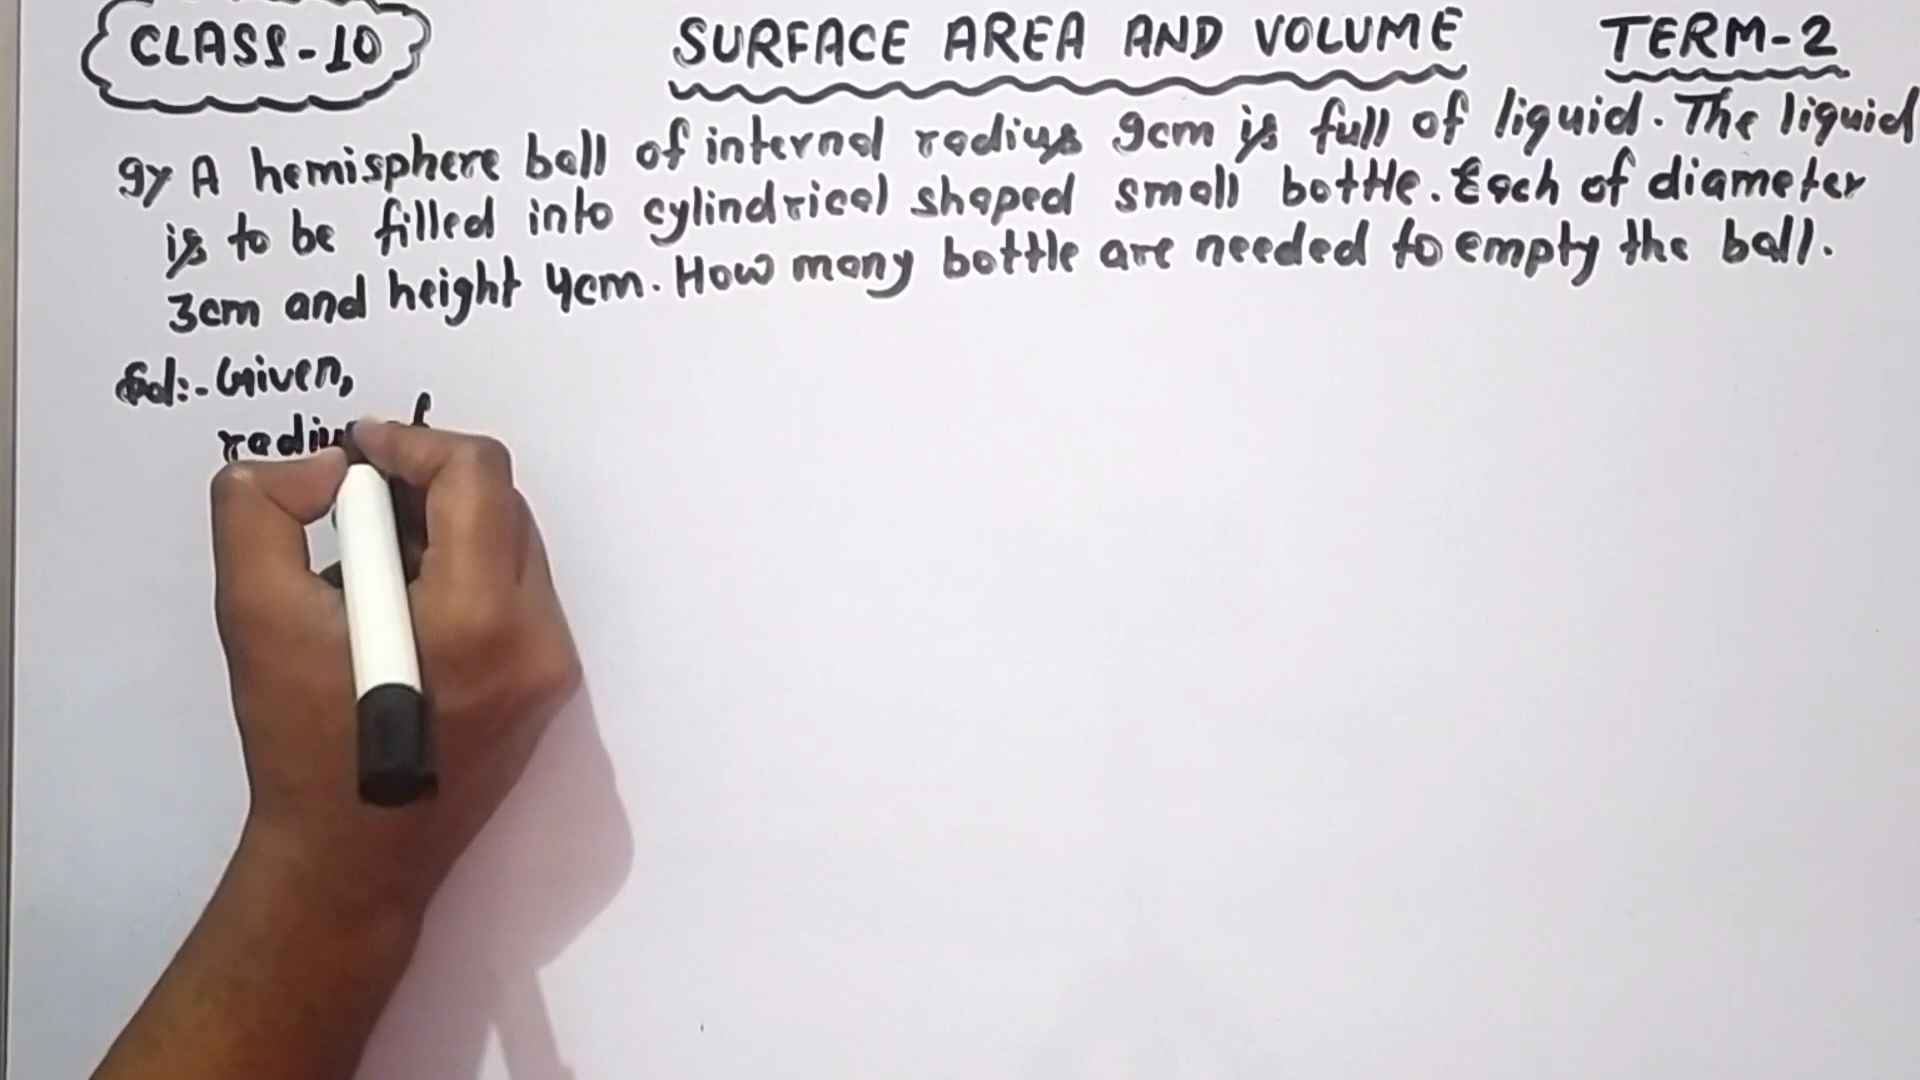 CLASS-10
SURFACE AREA AND VOLUME
TERM-2
9) A hemisphere ball of internal radius 9cm is full of liquid. The liquid
is to be filled into cylindrical shaped small bottle. Each of diameter
3cm and height 4cm. How many bottle are needed to empty the ball.
Sol:- Given,